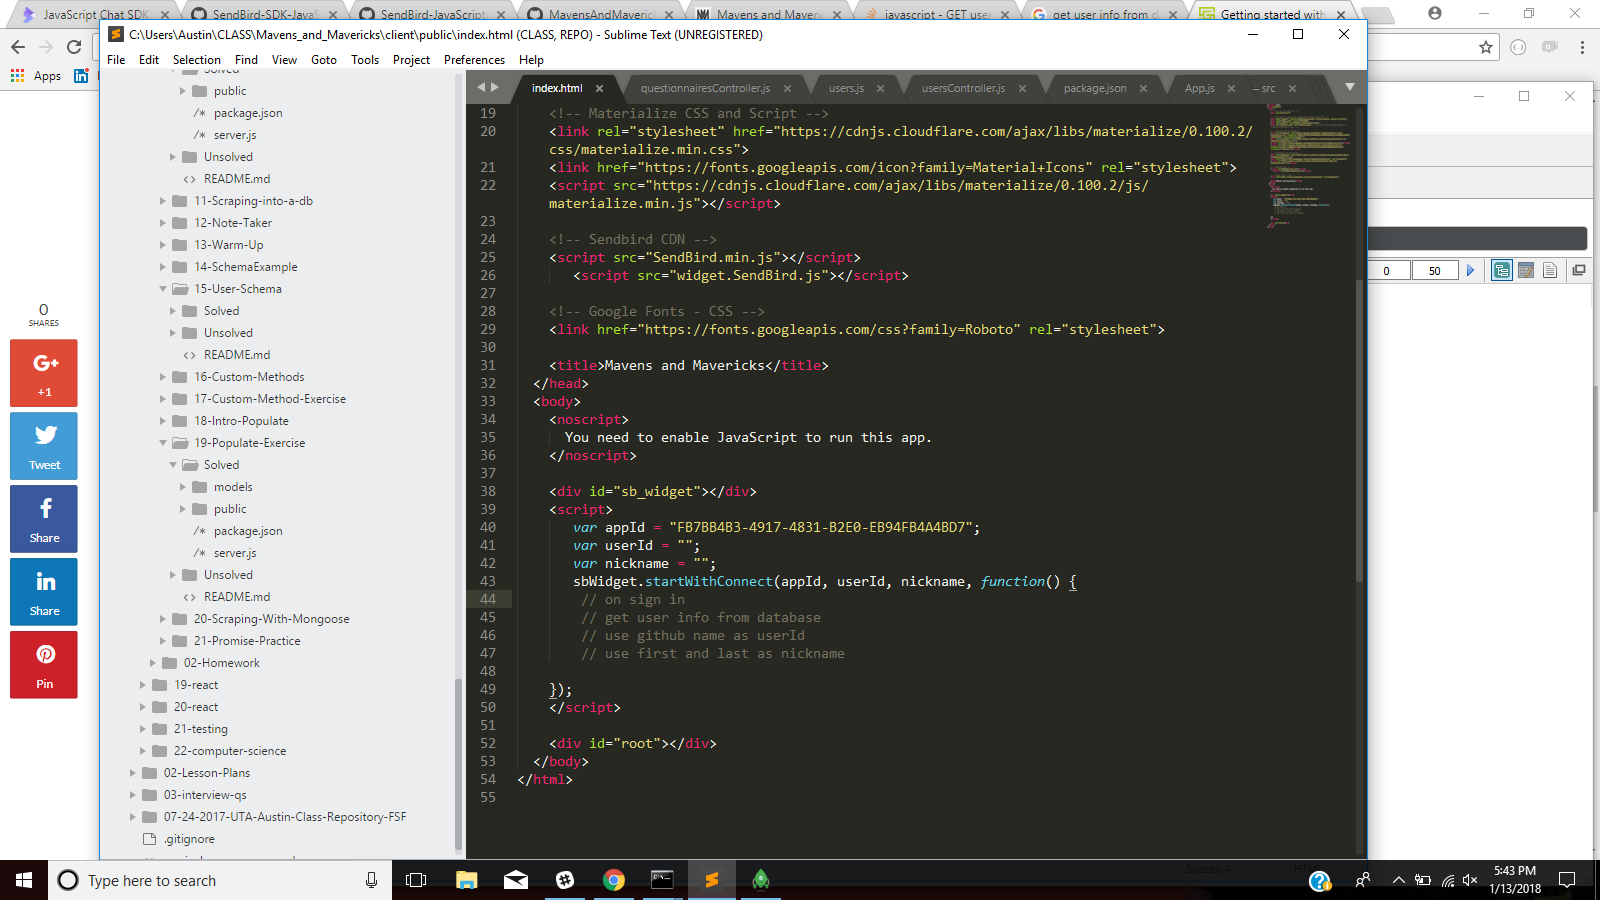 JavaScript Chat SDK
SendBird-SDK-JavaS
SendBird-JavaScript-
MavensAndMaverick
Mavens and Maveric
javascript - GET user
get user info from cl
Getting started with
C:\Users\Austin\CLASS\Mavens_and_Mavericks\client\public\index.html (CLASS, REPO) - Sublime Text (UNREGISTERED)
File Edit Selection Find View Goto Tools Project Preferences Help
Apps
0
SHARES
+1
Tweet
Share
Share
Pin
Solved
public
package.json
server.js
Unsolved
README.md
11-Scraping-into-a-db
12-Note-Taker
13-Warm-Up
14-SchemaExample
15-User-Schema
Solved
Unsolved
README.md
16-Custom-Methods
17-Custom-Method-Exercise
18-Intro-Populate
19-Populate-Exercise
Solved
models
public
package.json
server.js
Unsolved
README.md
20-Scraping-With-Mongoose
21-Promise-Practice
02-Homework
19-react
20-react
21-testing
22-computer-science
02-Lesson-Plans
03-interview-qs
07-24-2017-UTA-Austin-Class-Repository-FSF
.gitignore
index.html questionnairesController.js users.js usersController.js package.json App.js — src
19 <!-- Materialize CSS and Script -->
20 <link rel="stylesheet" href="https://cdnjs.cloudflare.com/ajax/libs/materialize/0.100.2/
css/materialize.min.css">
21 <link href="https://fonts.googleapis.com/icon?family=Material+Icons" rel="stylesheet">
22 <script src="https://cdnjs.cloudflare.com/ajax/libs/materialize/0.100.2/js/
materialize.min.js"></script>
23
24 <!-- Sendbird CDN -->
25 <script src="SendBird.min.js"></script>
26 <script src="widget.SendBird.js"></script>
27
28 <!-- Google Fonts - CSS -->
29 <link href="https://fonts.googleapis.com/css?family=Roboto" rel="stylesheet">
30
31 <title>Mavens and Mavericks</title>
32 </head>
33 <body>
34 <noscript>
35 You need to enable JavaScript to run this app.
36 </noscript>
37
38 <div id="sb_widget"></div>
39 <script>
40 var appId = "FB7BB4B3-4917-4831-B2E0-EB94FB4A4BD7";
41 var userId = "";
42 var nickname = "";
43 sbWidget.startWithConnect(appId, userId, nickname, function() {
44 // on sign in
45 // get user info from database
46 // use github name as userId
47 // use first and last as nickname
48
49 });
50 </script>
51
52 <div id="root"></div>
53 </body>
54 </html>
55
0 50
Spaces: 4
Type here to search
5:43 PM
1/13/2018